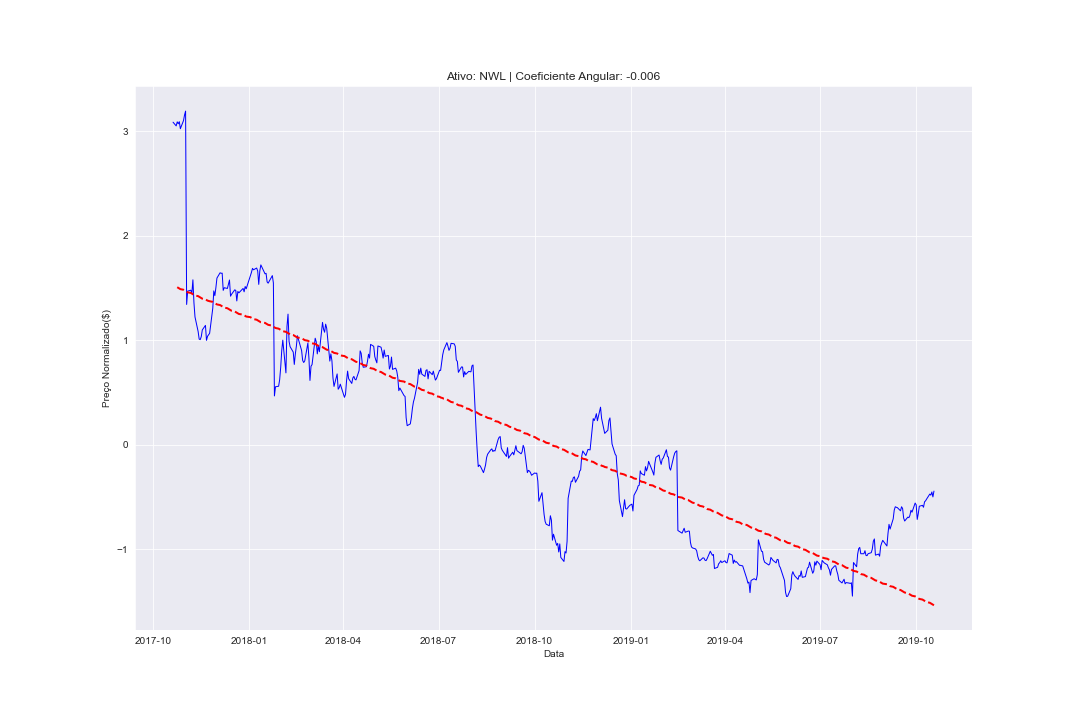 Ativo: NWL | Coeficiente Angular: -0.006
Preço Normalizado($)
3
2
1
0
−1
2017-10 2018-01 2018-04 2018-07 2018-10 2019-01 2019-04 2019-07 2019-10
Data